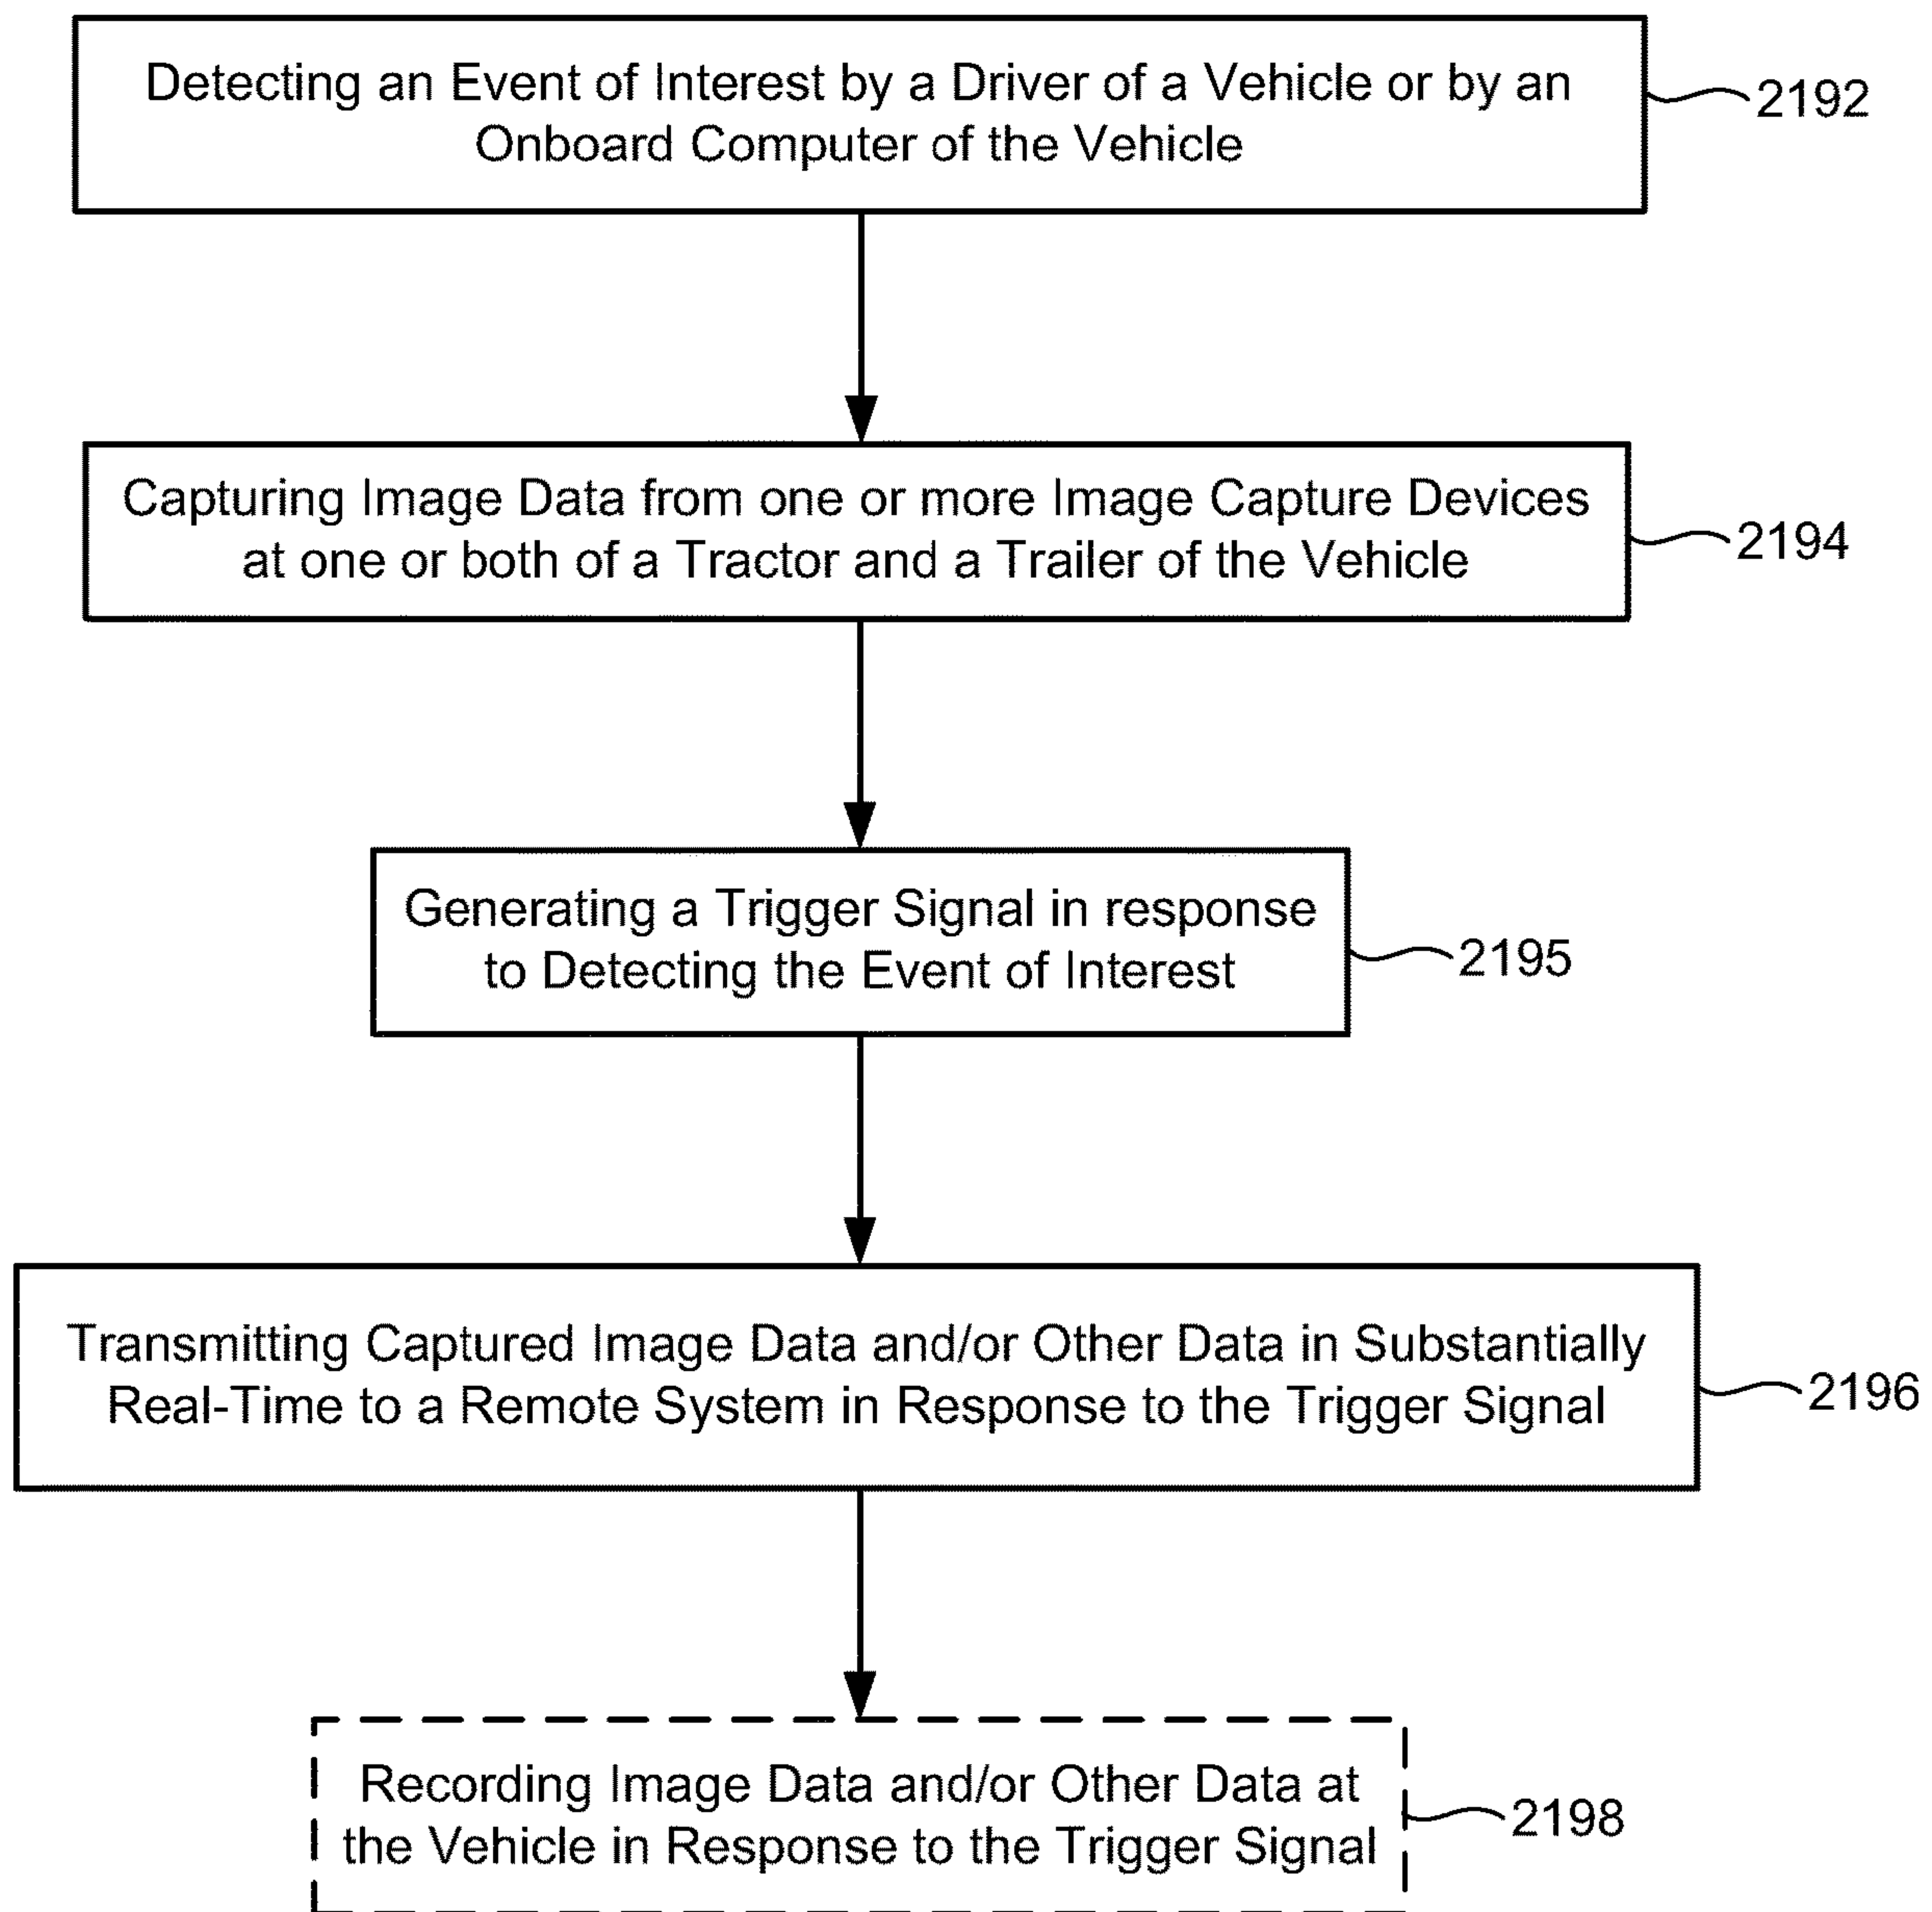 Detecting an Event of Interest by a Driver of a Vehicle or by an
Onboard Computer of the Vehicle
2192
Capturing Image Data from one or more Image Capture Devices
at one or both of a Tractor and a Trailer of the Vehicle
2194
Generating a Trigger Signal in response
to Detecting the Event of Interest
2195
Transmitting Captured Image Data and/or Other Data in Substantially
Real-Time to a Remote System in Response to the Trigger Signal
2196
Recording Image Data and/or Other Data at
the Vehicle in Response to the Trigger Signal
2198